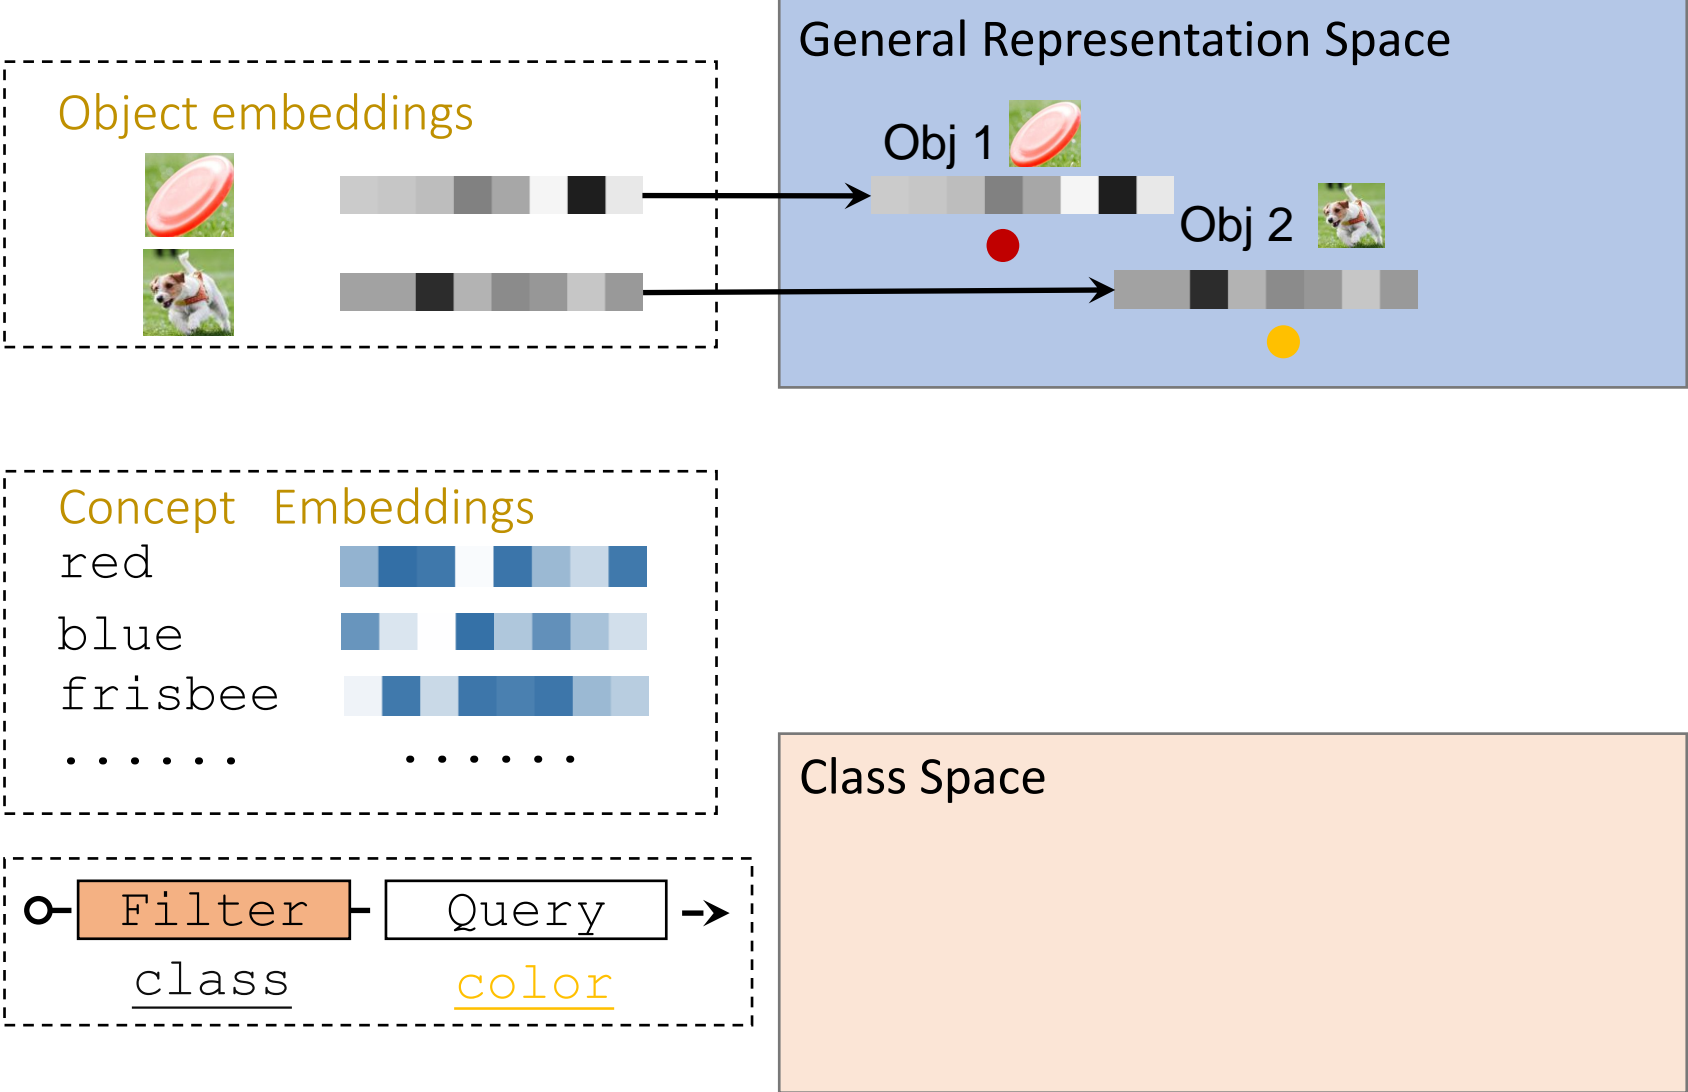 General Representation Space
Object embeddings
Obj 1
Obj 2
Concept Embeddings
red
blue
frisbee
......  ......
Class Space
Filter Query
class color